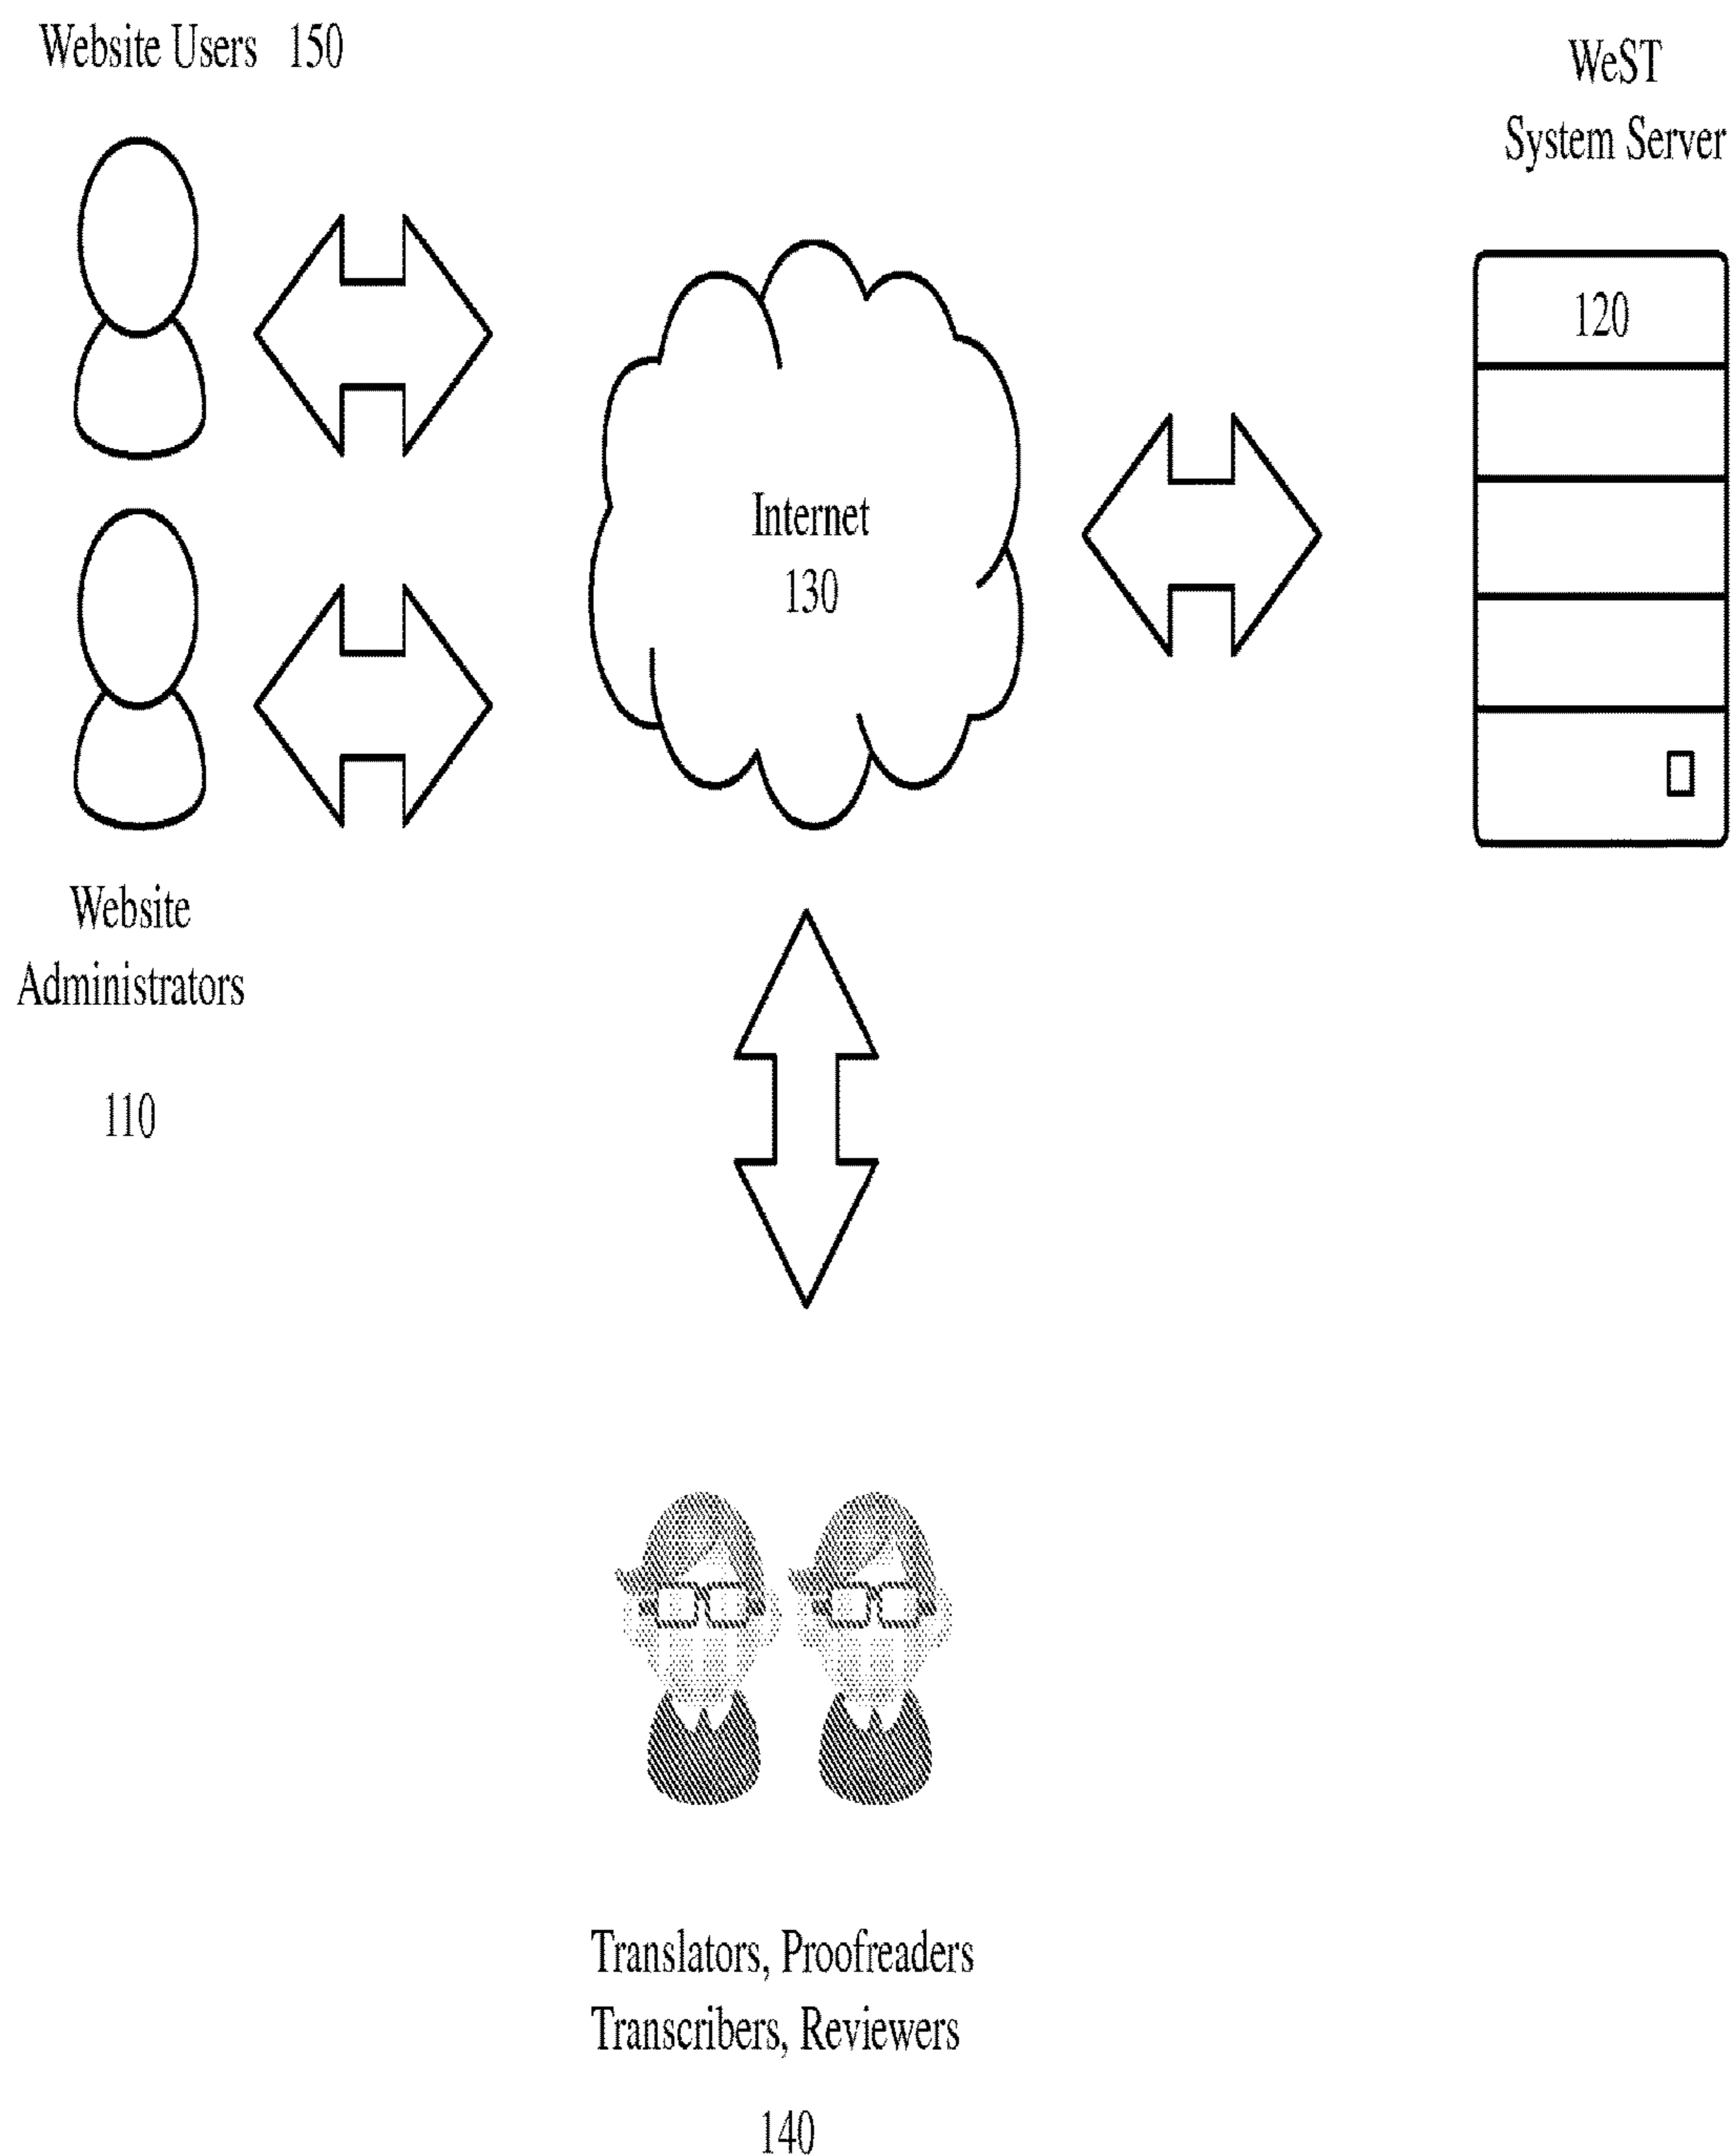 Website Users 150
WeST
System Server
120
Internet
130
Website
Administrators
110
Translators, Proofreaders
Transcribers, Reviewers
140